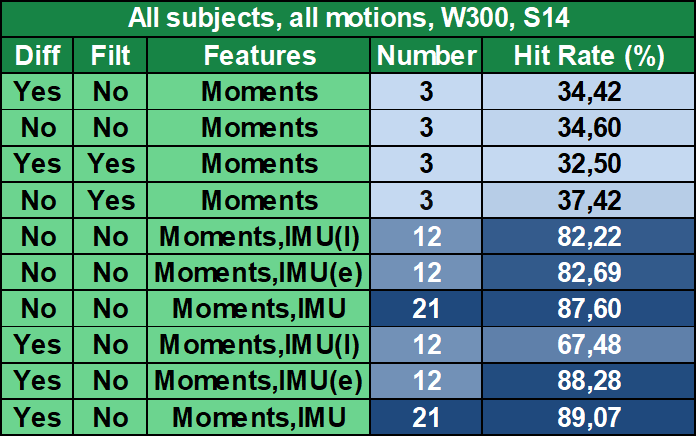 All subjects, all motions, W300, S14
Diff Filt Features Number Hit Rate (%)
Yes No Moments 3 34,42
No No Moments 3 34,60
Yes Yes Moments 3 32,50
No Yes Moments 3 37,42
No No Moments,IMU(l) 12 82,22
No No Moments,IMU(e) 12 82,69
No No Moments,IMU 21 87,60
Yes No Moments,IMU(l) 12 67,48
Yes No Moments,IMU(e) 12 88,28
Yes No Moments,IMU 21 89,07